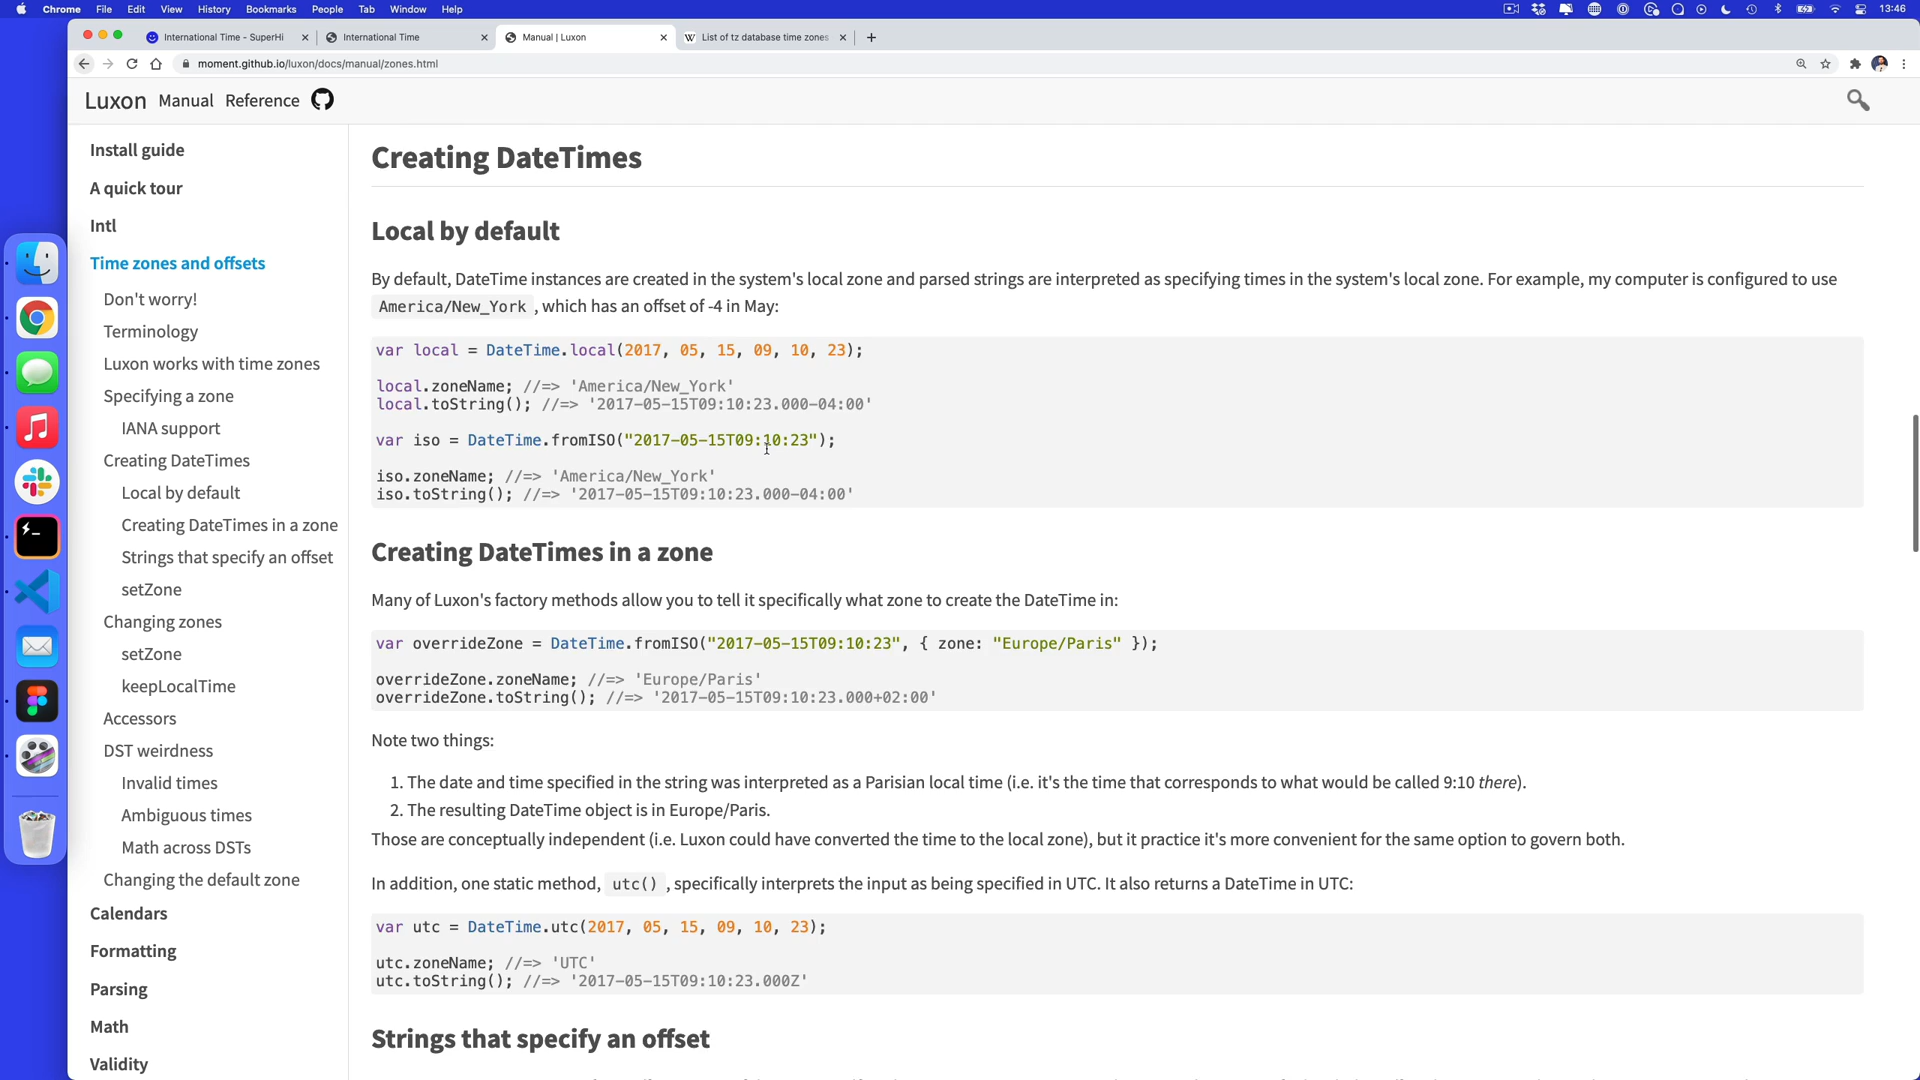 Chrome File Edit View History Bookmarks People Tab Window Help 13:46
International Time - SuperHi International Time Manual | Luxon List of tz database time zones
moment.github.io/luxon/docs/manual/zones.html
Luxon Manual Reference
Install guide
A quick tour
Intl
Time zones and offsets
Don't worry!
Terminology
Luxon works with time zones
Specifying a zone
IANA support
Creating DateTimes
Local by default
Creating DateTimes in a zone
Strings that specify an offset
setZone
Changing zones
setZone
keepLocalTime
Accessors
DST weirdness
Invalid times
Ambiguous times
Math across DSTs
Changing the default zone
Calendars
Formatting
Parsing
Math
Validity
Creating DateTimes
Local by default
By default, DateTime instances are created in the system's local zone and parsed strings are interpreted as specifying times in the system's local zone. For example, my computer is configured to use
America/New_York , which has an offset of -4 in May:
var local = DateTime.local(2017, 05, 15, 09, 10, 23);
local.zoneName; //=> 'America/New_York'
local.toString(); //=> '2017-05-15T09:10:23.000-04:00'
var iso = DateTime.fromISO("2017-05-15T09:10:23");
iso.zoneName; //=> 'America/New_York'
iso.toString(); //=> '2017-05-15T09:10:23.000-04:00'
Creating DateTimes in a zone
Many of Luxon's factory methods allow you to tell it specifically what zone to create the DateTime in:
var overrideZone = DateTime.fromISO("2017-05-15T09:10:23", { zone: "Europe/Paris" });
overrideZone.zoneName; //=> 'Europe/Paris'
overrideZone.toString(); //=> '2017-05-15T09:10:23.000+02:00'
Note two things:
1. The date and time specified in the string was interpreted as a Parisian local time (i.e. it's the time that corresponds to what would be called 9:10 there).
2. The resulting DateTime object is in Europe/Paris.
Those are conceptually independent (i.e. Luxon could have converted the time to the local zone), but it practice it's more convenient for the same option to govern both.
In addition, one static method, utc() , specifically interprets the input as being specified in UTC. It also returns a DateTime in UTC:
var utc = DateTime.utc(2017, 05, 15, 09, 10, 23);
utc.zoneName; //=> 'UTC'
utc.toString(); //=> '2017-05-15T09:10:23.000Z'
Strings that specify an offset